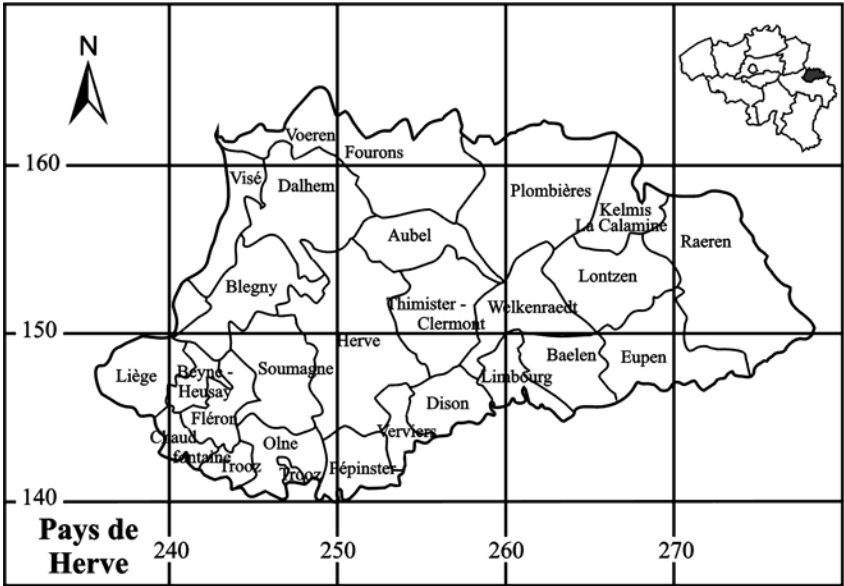 N
Voeren
Fourons
160
Visé
Dalhem
Plombières
Kelmis
La Calamine
Aubel
Raeren
Blegny
Lontzen
Thimister -
Clermont
Welkenraedt
150
Herve
Liège
Beyne -
Heusay
Soumagne
Limbourg
Baelen
Eupen
Fléron
Dison
Chaud
fontaine
Olne
Verviers
Trooz
Trooz
Pépinster
140
Pays de
Herve
240
250
260
270